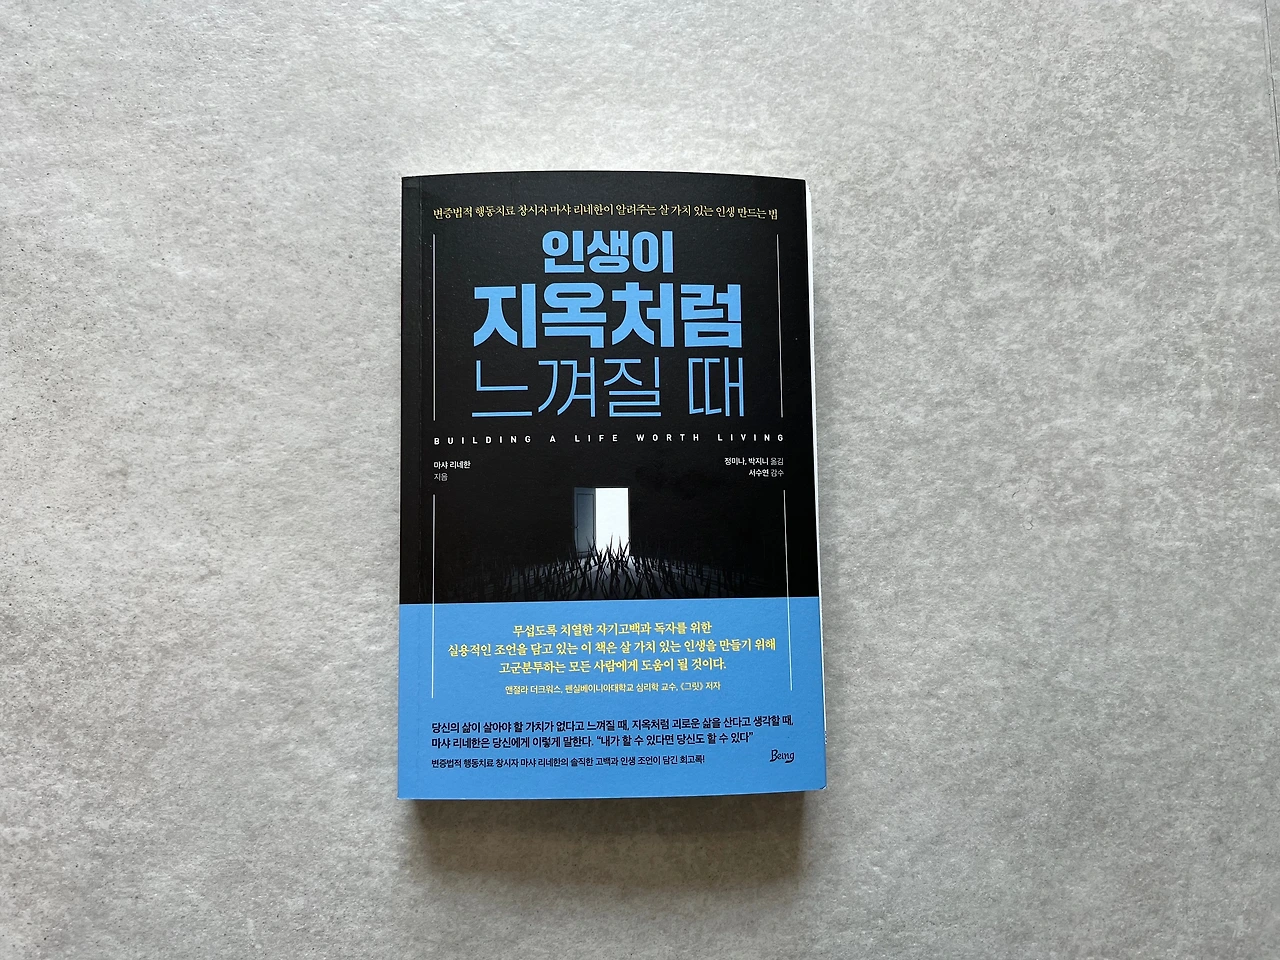 변증법적 행동치료 창시자 마샤 리네한이 알려주는 살 가치 있는 인생 만드는 법
인생이
지옥처럼
느껴질 때
BUILDING A LIFE WORTH LIVING
마샤 리네한
지음
정미나, 박지니 옮김
서수연 감수
무섭도록 치열한 자기고백과 독자를 위한
실용적인 조언을 담고 있는 이 책은 살 가치 있는 인생을 만들기 위해
고군분투하는 모든 사람에게 도움이 될 것이다.
앤절라 더크워스, 펜실베이니아대학교 심리학 교수, 《그릿》 저자
당신의 삶이 살아야 할 가치가 없다고 느껴질 때, 지옥처럼 괴로운 삶을 산다고 생각할 때,
마샤 리네한은 당신에게 이렇게 말한다. “내가 할 수 있다면 당신도 할 수 있다”
변증법적 행동치료 창시자 마샤 리네한의 솔직한 고백과 인생 조언이 담긴 회고록!
Being